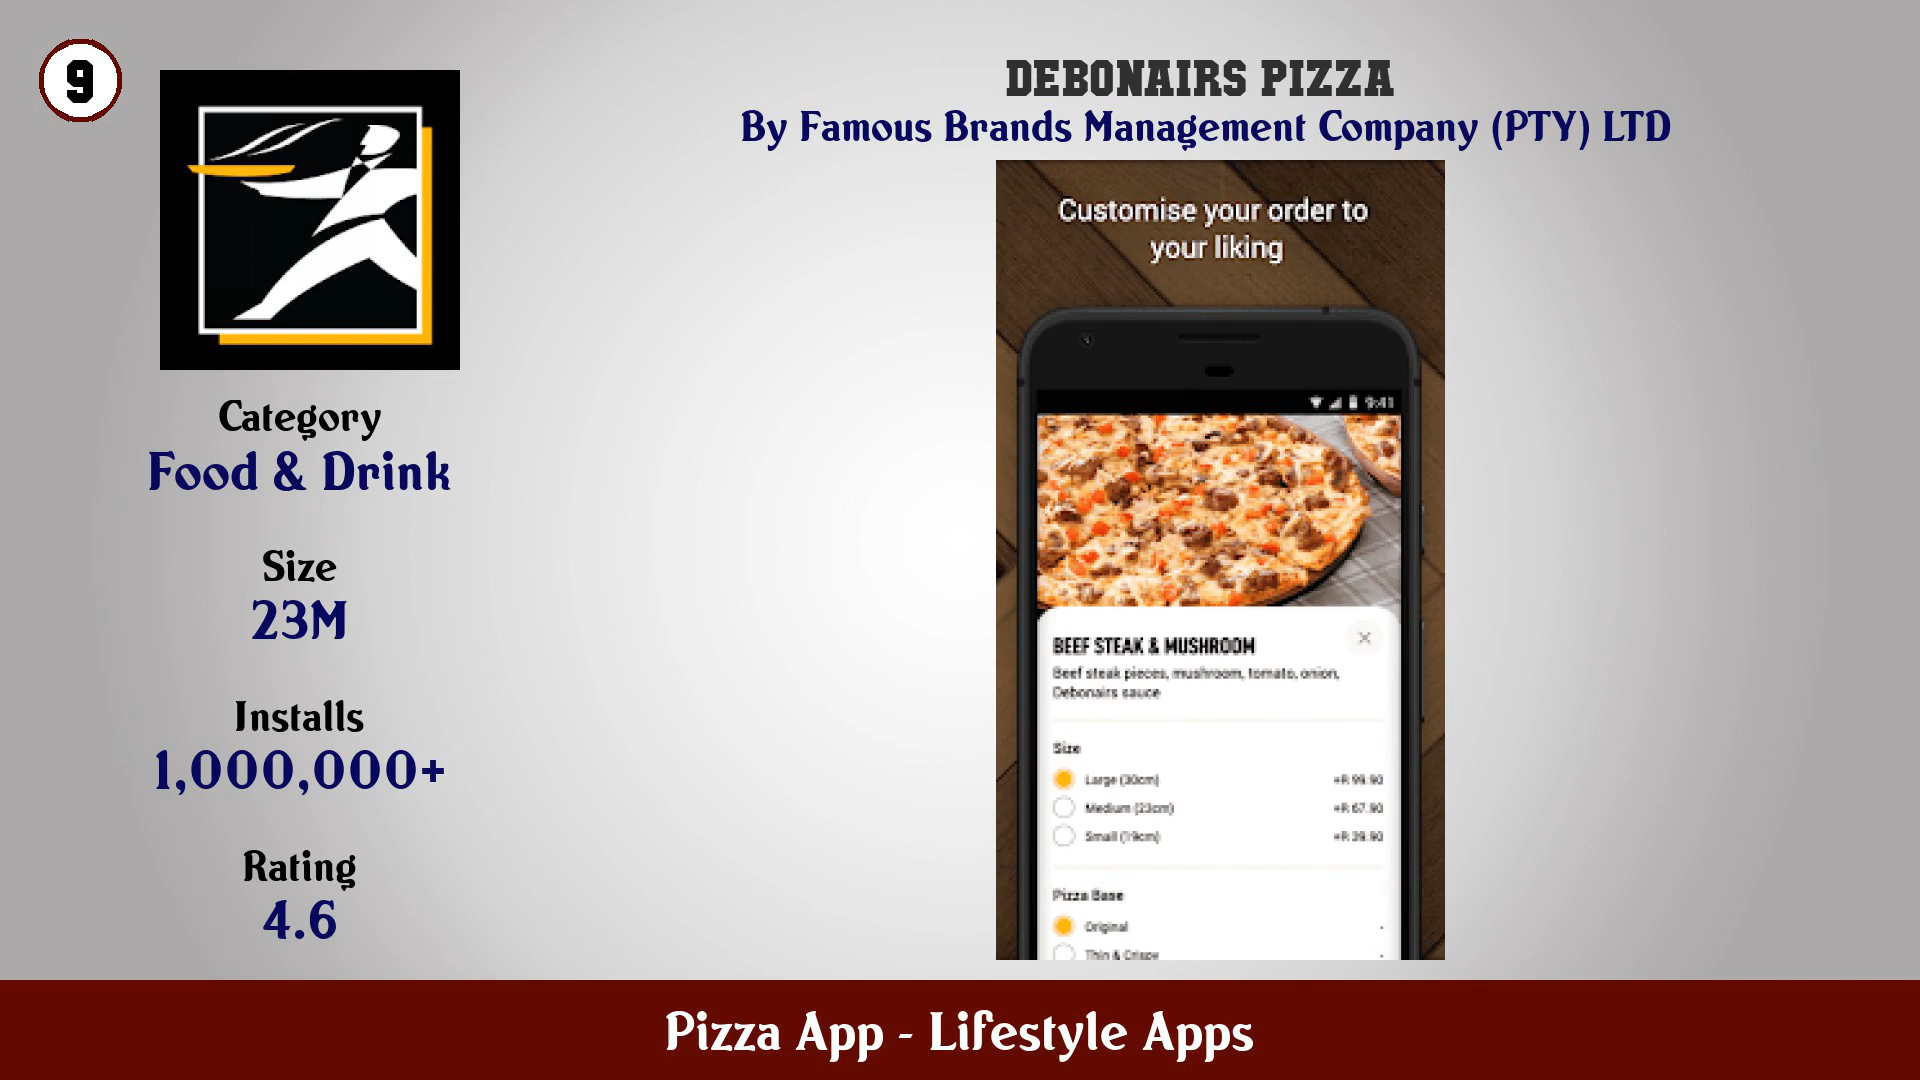 9
DEBONAIRS PIZZA
By Famous Brands Management Company (PTY) LTD
Category
Food & Drink
Size
23M
Installs
1,000,000+
Rating
4.6
Customise your order to
your liking
9:41
BEEF STEAK & MUSHROOM
Beef steak pieces, mushroom, tomato, onion,
Debonairs sauce
Size
Large (30cm) +R 99.90
Medium (23cm) +R 67.90
Small (19cm) +R 39.90
Pizza Base
Original -
Thin & Crispy -
Pizza App - Lifestyle Apps